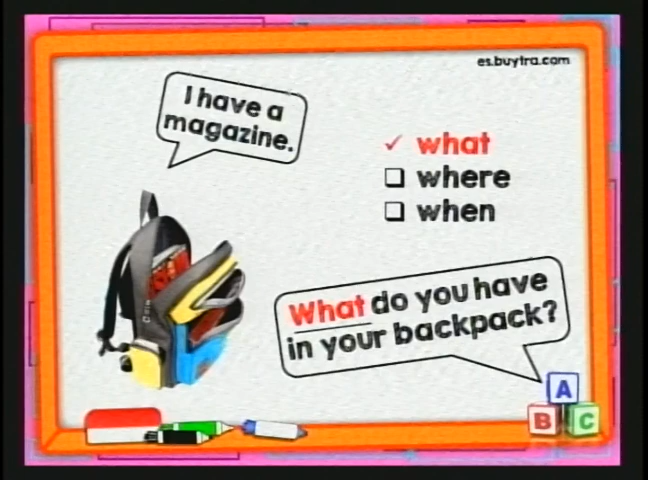 es.buytra.com
I have a
magazine.
✓ what
❏ where
❏ when
What do you have
in your backpack?
A
B C